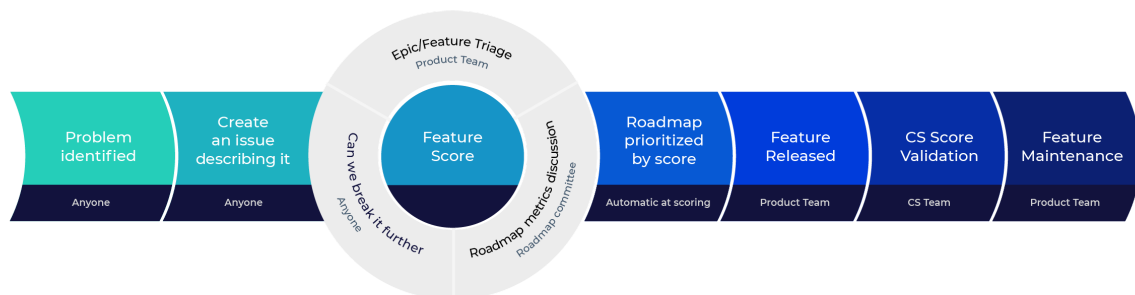 Problem
identified
Anyone
Create
an issue
describing it
Anyone
Epic/Feature Triage
Product Team
Can we break it further
Anyone
Feature
Score
Roadmap metrics discussion
Roadmap committee
Roadmap
prioritized
by score
Automatic at scoring
Feature
Released
Product Team
CS Score
Validation
CS Team
Feature
Maintenance
Product Team